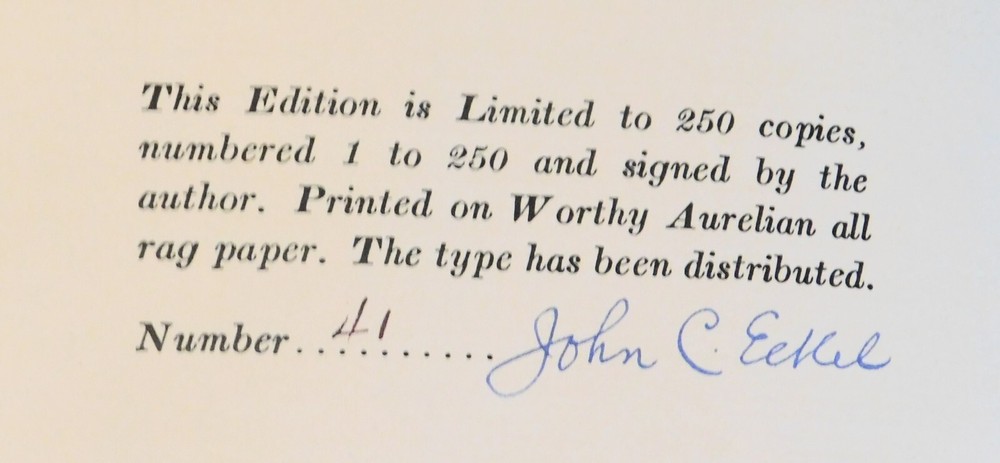 This Edition is Limited to 250 copies,
numbered 1 to 250 and signed by the
author. Printed on Worthy Aurelian all
rag paper. The type has been distributed.
Number. . .41. . . . . . . . John C. Eckel